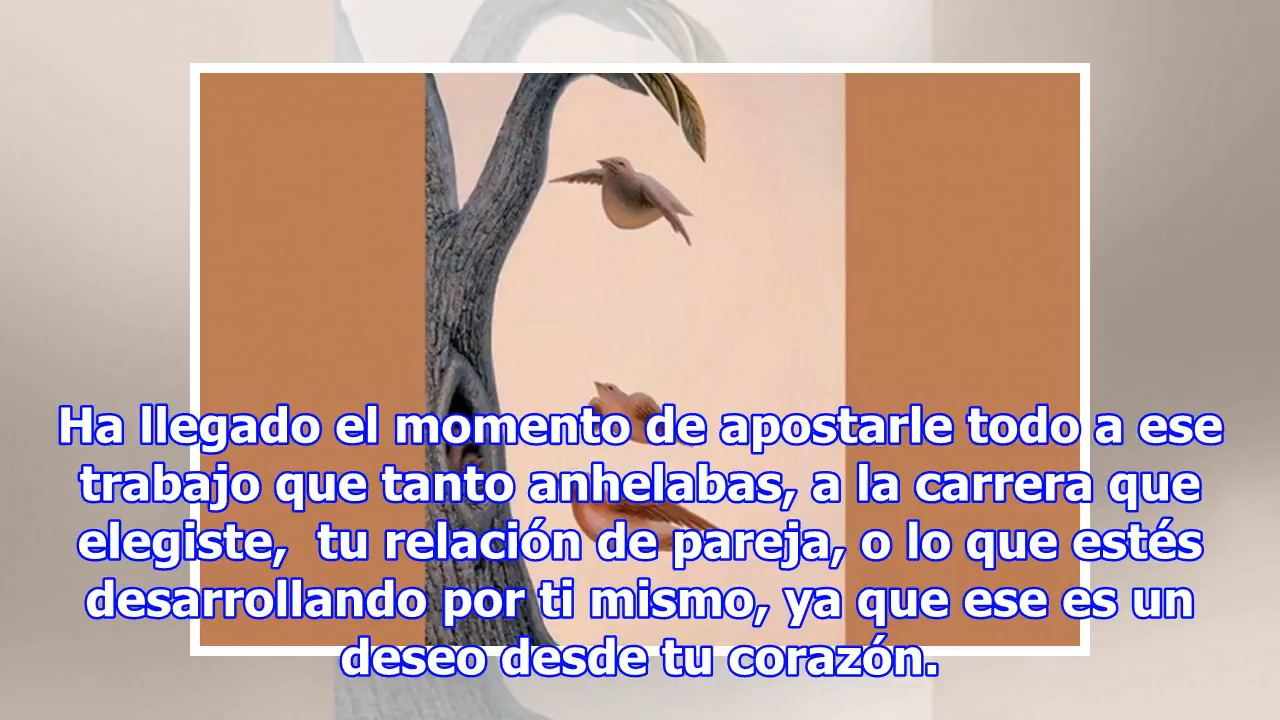 Ha llegado el momento de apostarle todo a ese
trabajo que tanto anhelabas, a la carrera que
elegiste,  tu relación de pareja, o lo que estés
desarrollando por ti mismo, ya que ese es un
deseo desde tu corazón.